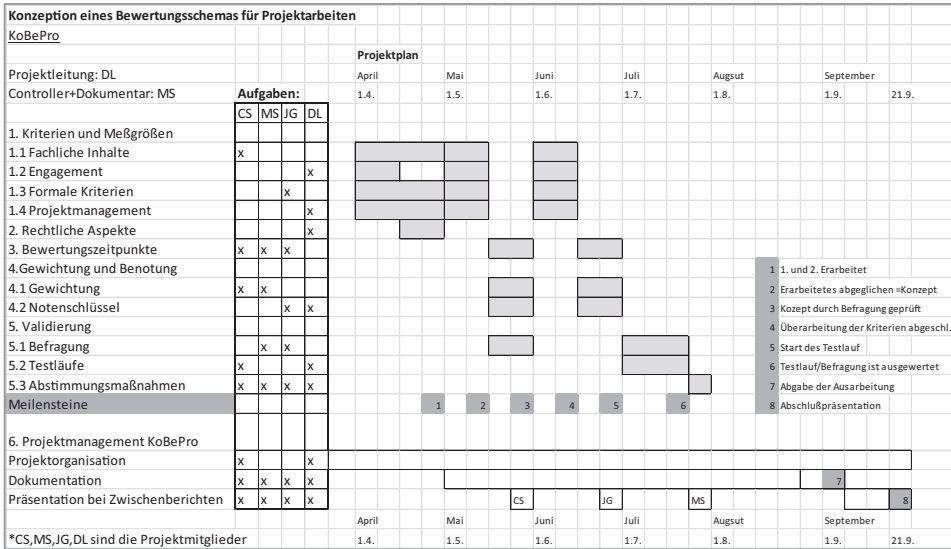 Konzeption eines Bewertungsschemas für Projektarbeiten
KoBePro
Projektplan
Projektleitung: DL April Mai Juni Juli Augsut September
Controller+Dokumentar: MS Aufgaben: 1.4. 1.5. 1.6. 1.7. 1.8. 1.9. 21.9.
CS MS JG DL
1. Kriterien und Meßgrößen
1.1 Fachliche Inhalte x
1.2 Engagement x
1.3 Formale Kriterien x
1.4 Projektmanagement x
2. Rechtliche Aspekte x
3. Bewertungszeitpunkte x x x
4.Gewichtung und Benotung 1 1. und 2. Erarbeitet
4.1 Gewichtung x x 2 Erarbeitetes abgeglichen =Konzept
4.2 Notenschlüssel x x 3 Kozept durch Befragung geprüft
5. Validierung 4 Überarbeitung der Kriterien abgeschl.
5.1 Befragung x x 5 Start des Testlauf
5.2 Testläufe x x 6 Testlauf/Befragung ist ausgewertet
5.3 Abstimmungsmaßnahmen x x x x 7 Abgabe der Ausarbeitung
Meilensteine 1 2 3 4 5 6 8 Abschlußpräsentation
6. Projektmanagement KoBePro
Projektorganisation x x
Dokumentation x x x x 7
Präsentation bei Zwischenberichten x x x x CS JG MS 8
April Mai Juni Juli Augsut September
*CS,MS,JG,DL sind die Projektmitglieder 1.4. 1.5. 1.6. 1.7. 1.8. 1.9. 21.9.